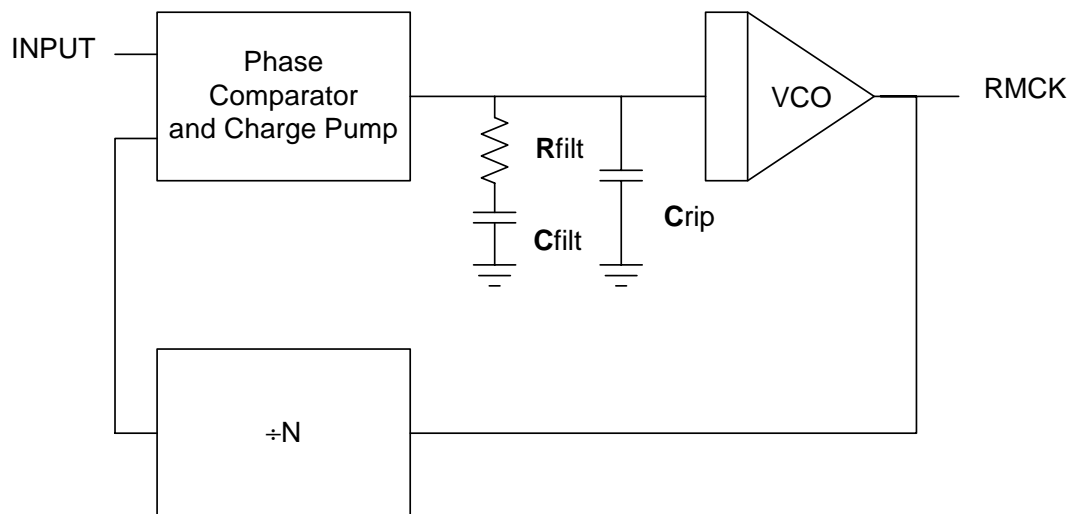 INPUT
Phase
Comparator
and Charge Pump
VCO
RMCK
Rfilt
Cfilt
Crip
÷N